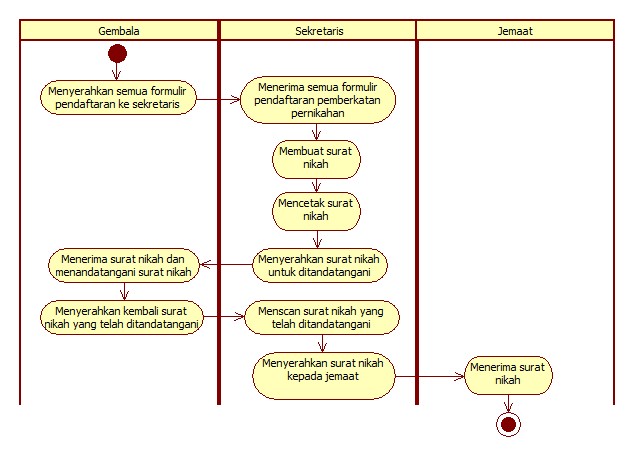 Gembala
Sekretaris
Jemaat
Menyerahkan semua formulir
pendaftaran ke sekretaris
Menerima semua formulir
pendaftaran pemberkatan
pernikahan
Membuat surat
nikah
Mencetak surat
nikah
Menyerahkan surat nikah
untuk ditandatangani
Menerima surat nikah dan
menandatangani surat nikah
Menyerahkan kembali surat
nikah yang telah ditandatangani
Menscan surat nikah yang
telah ditandatangani
Menyerahkan surat nikah
kepada jemaat
Menerima surat
nikah